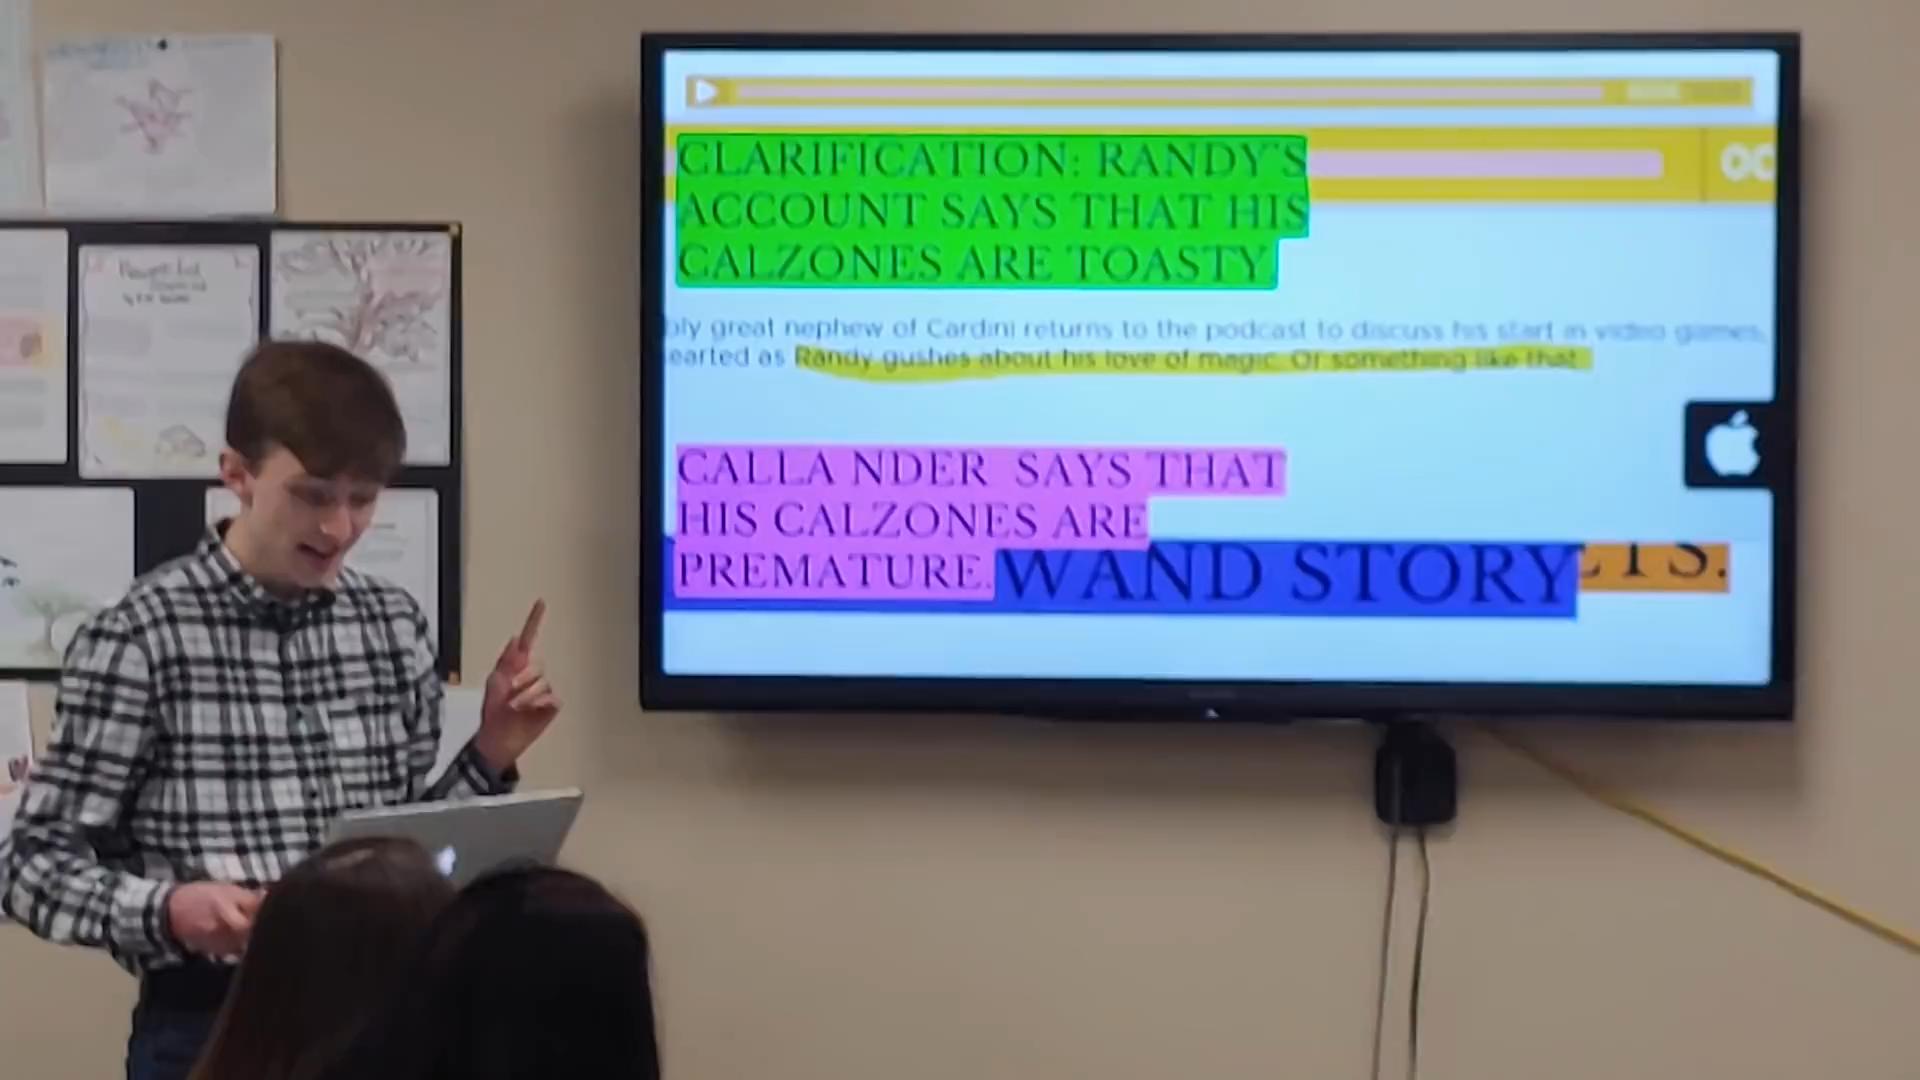 CLARIFICATION: RANDY'S
ACCOUNT SAYS THAT HIS
CALZONES ARE TOASTY.
bly great nephew of Cardini returns to the podcast to discuss his start in video games,
earted as Randy gushes about his love of magic. Or something like that.
CALLA NDER SAYS THAT
HIS CALZONES ARE
PREMATURE. WAND STORY ETS.